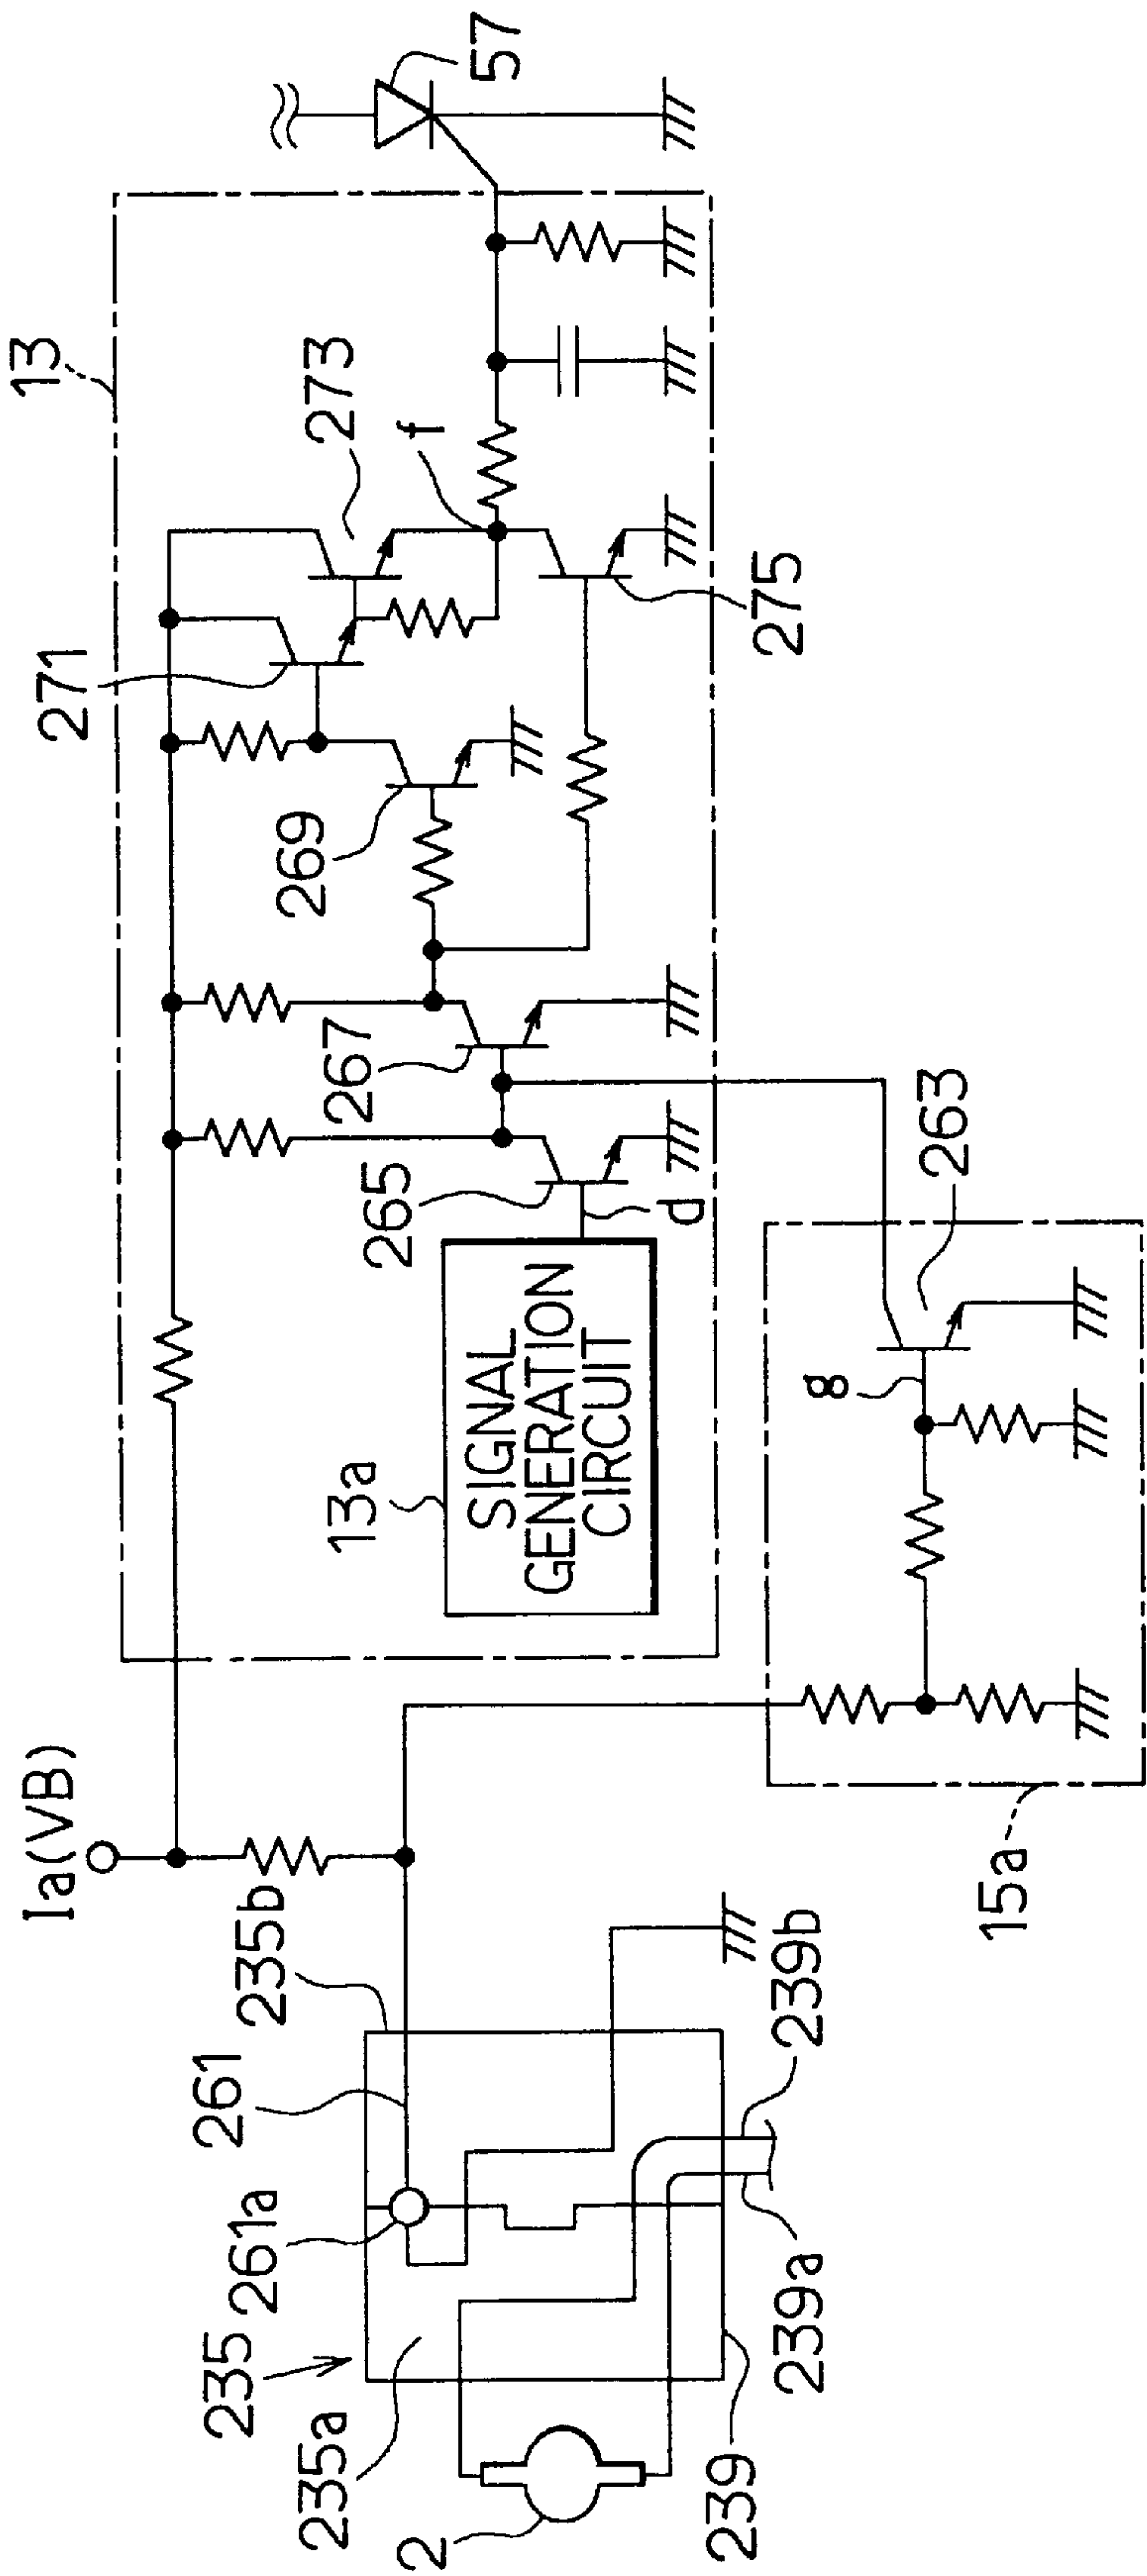 13
57
273
f
271
275
269
267
265
d
263
SIGNAL
GENERATION
CIRCUIT
13a
g
Ia(VB)
15a
235b
261
261a
239b
235
239a
235a
239
2